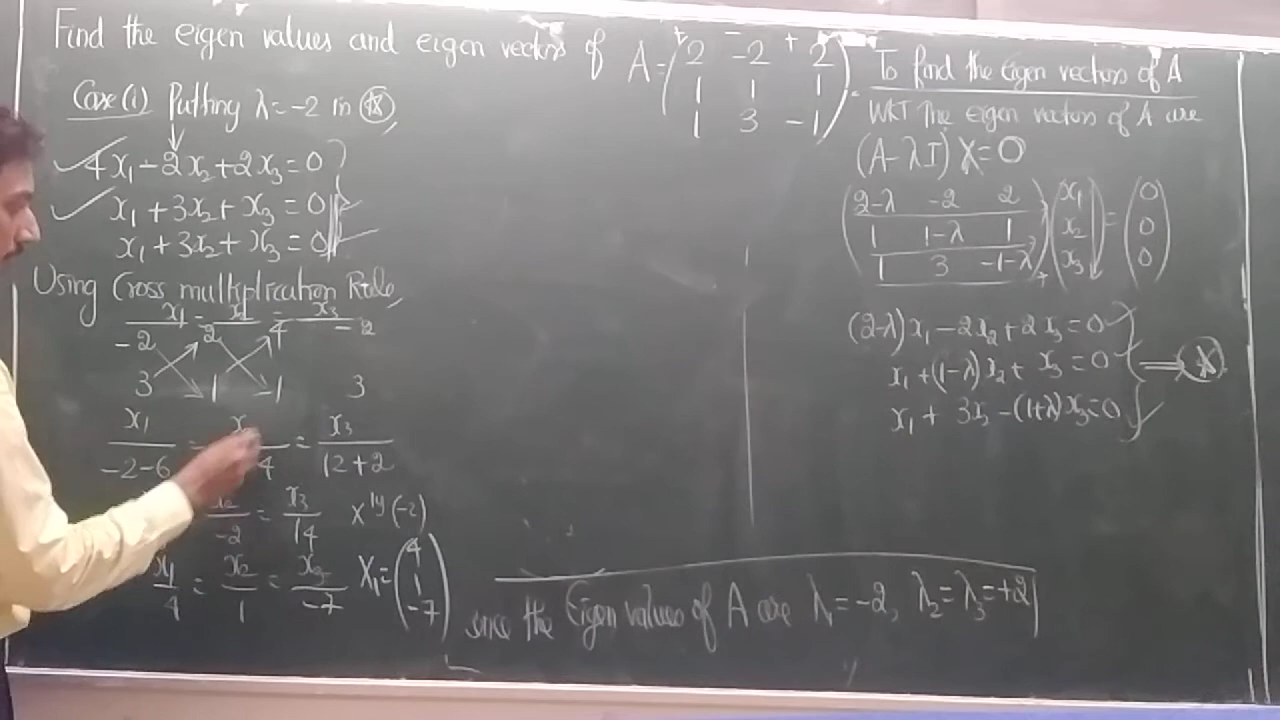 Find the eigen values and eigen vectors of A = ( 2 -2 2
1 1 1
1 3 -1 )
Case (i) Putting λ = -2 in (*),
4x₁ - 2x₂ + 2x₃ = 0
x₁ + 3x₂ + x₃ = 0
x₁ + 3x₂ + x₃ = 0
Using Cross multiplication Rule,
x₁ = x₂ = x₃
-2 2 4 -2
3 1 1 3
x₁/(-2-6) = x 4 = x₃/(12+2)
x₂/-2 = x₃/14 x^ly (-2)
x₁/4 = x₂/1 = x₃/-7 X₁ = ( 4
1
-7 )
To find the Eigen vectors of A
WKT The eigen vectors of A are
(A-λI) X = 0
( 2-λ -2 2 ) ( x₁ ) = ( 0 )
( 1 1-λ 1 ) ( x₂ ) ( 0 )
( 1 3 -1-λ ) ( x₃ ) ( 0 )
(2-λ)x₁ - 2x₂ + 2x₃ = 0
x₁ + (1-λ)x₂ + x₃ = 0 ⟹ (*)
x₁ + 3x₂ - (1+λ)x₃ = 0
since the Eigen values of A are λ₁ = -2, λ₂ = λ₃ = +2